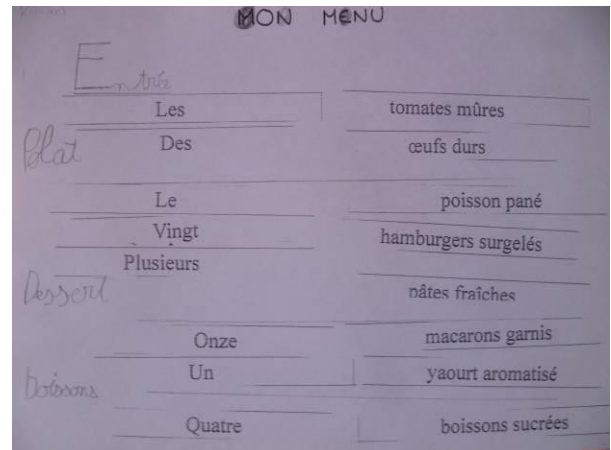 MON MENU
Entrée
Les tomates mûres
Plat
Des œufs durs
Le poisson pané
Vingt hamburgers surgelés
Plusieurs pâtes fraîches
Dessert
Onze macarons garnis
Un yaourt aromatisé
boissons
Quatre boissons sucrées